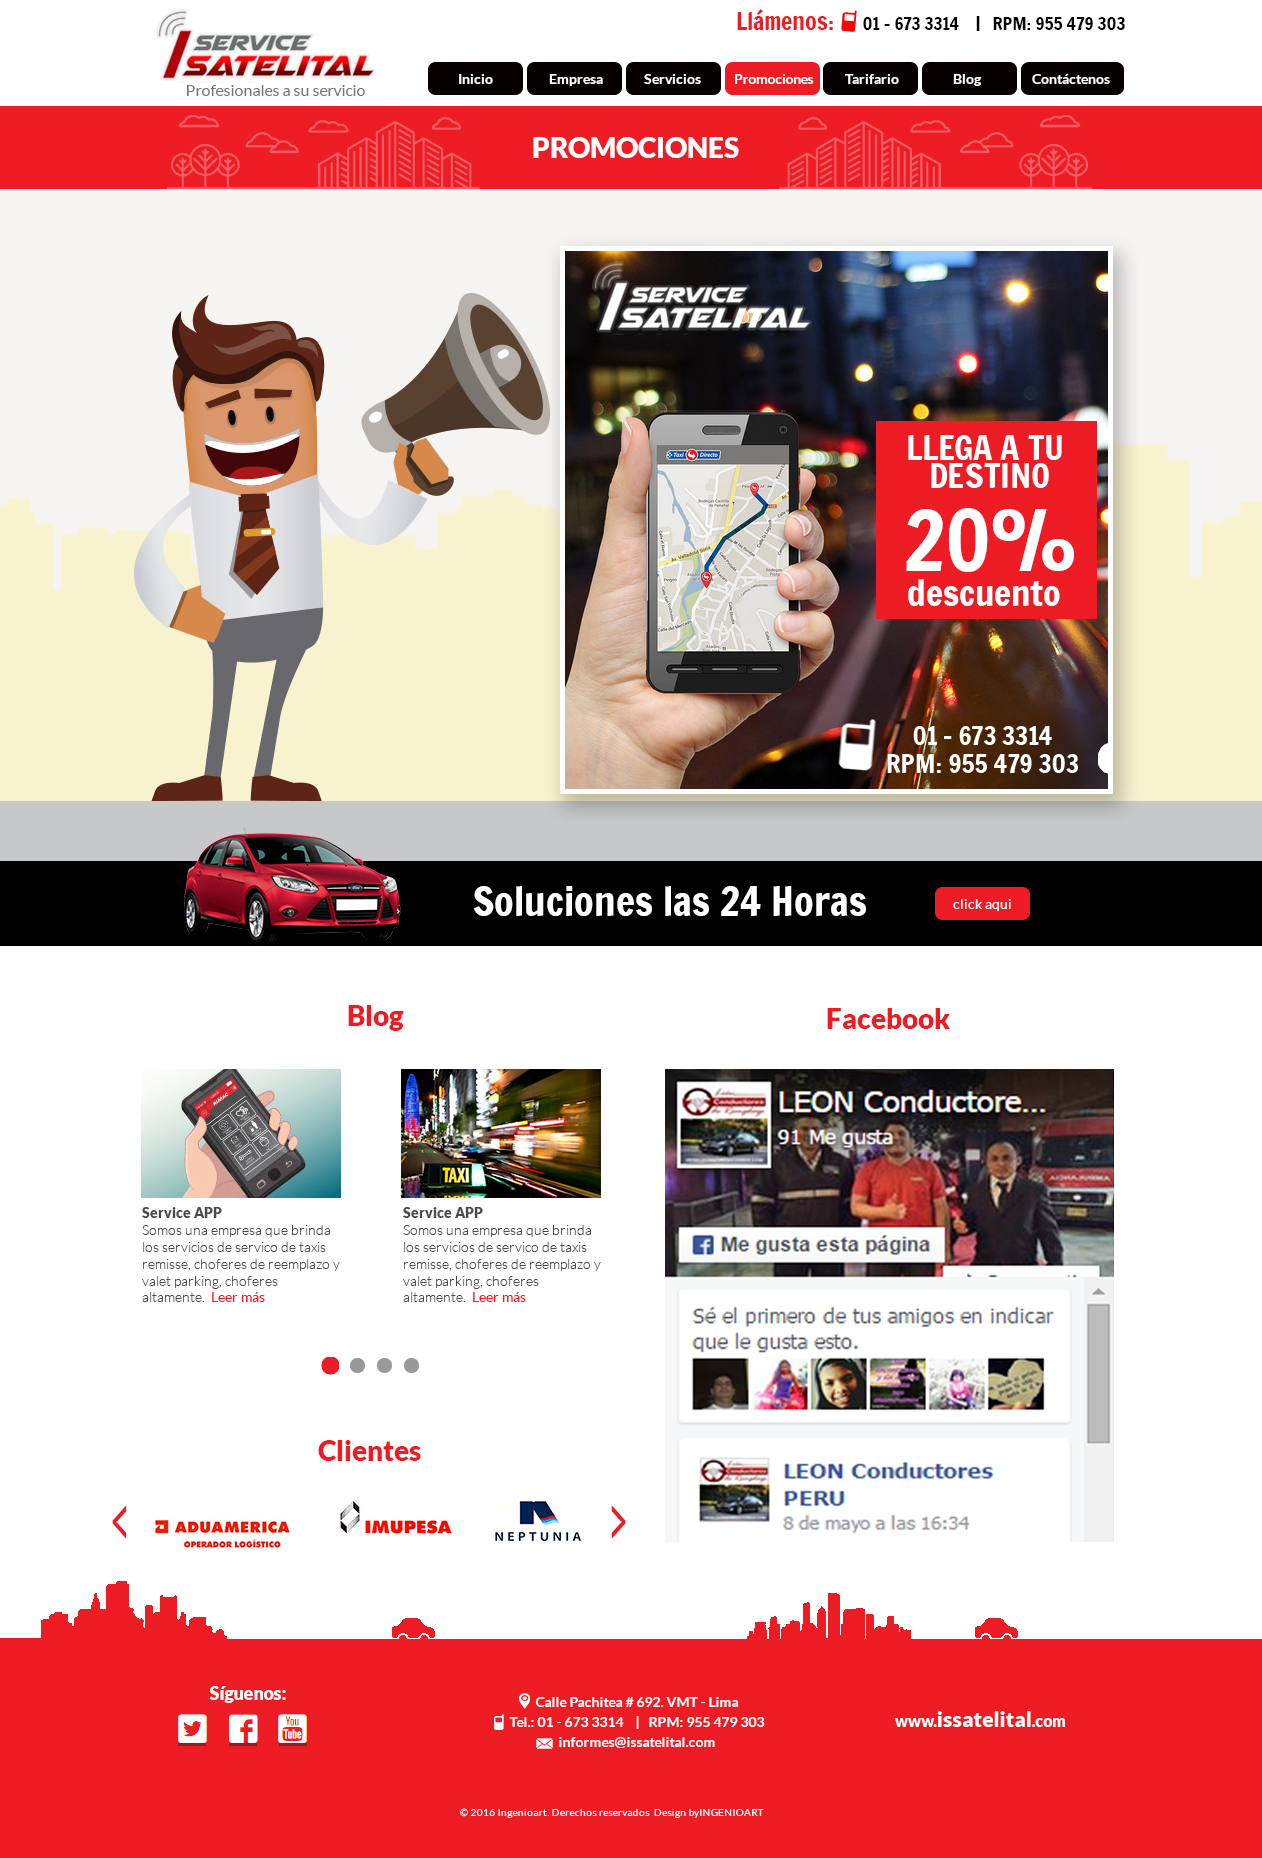 Llámenos: 01 - 673 3314 | RPM: 955 479 303
I SERVICE
SATELITAL
Profesionales a su servicio
Inicio
Empresa
Servicios
Promociones
Tarifario
Blog
Contáctenos
PROMOCIONES
I SERVICE
SATELITAL
Taxi Directo
LLEGA A TU
DESTINO
20%
descuento
01 - 673 3314
RPM: 955 479 303
Soluciones las 24 Horas
click aqui
Blog
Facebook
TAXI
Service APP
Somos una empresa que brinda
los servicios de servico de taxis
remisse, choferes de reemplazo y
valet parking, choferes
altamente. Leer más
Service APP
Somos una empresa que brinda
los servicios de servico de taxis
remisse, choferes de reemplazo y
valet parking, choferes
altamente. Leer más
LEON Conductore...
91 Me gusta
Me gusta esta página
Sé el primero de tus amigos en indicar
que le gusta esto.
LEON Conductores
PERU
8 de mayo a las 16:34
Clientes
ADUAMERICA
OPERADOR LOGÍSTICO
IMUPESA
NEPTUNIA
Síguenos:
You
Tube
Calle Pachitea # 692. VMT - Lima
Tel.: 01 - 673 3314 | RPM: 955 479 303
informes@issatelital.com
www.issatelital.com
© 2016 Ingenioart. Derechos reservados Design byINGENIOART